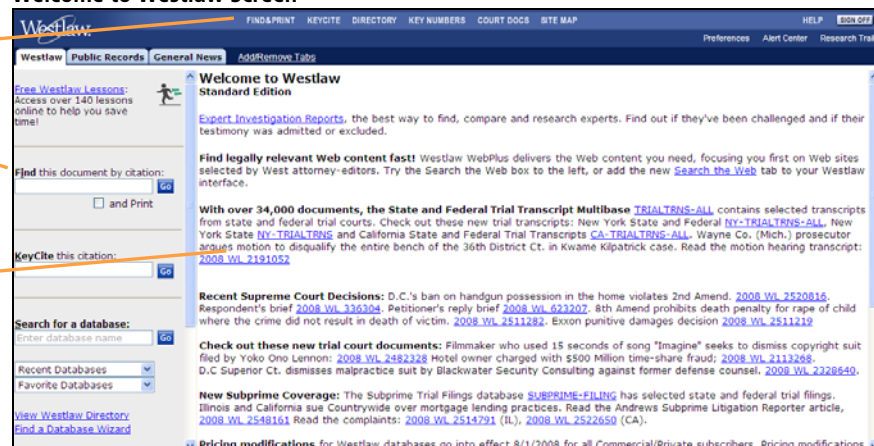 Welcome to Westlaw Screen
Westlaw.
FIND&PRINT KEYCITE DIRECTORY KEY NUMBERS COURT DOCS SITE MAP
HELP SIGN OFF
Preferences Alert Center Research Trail
Westlaw Public Records General News Add/Remove Tabs
Free Westlaw Lessons:
Access over 140 lessons
online to help you save
time!
Find this document by citation:
Go
and Print
KeyCite this citation:
Go
Search for a database:
Enter database name Go
Recent Databases
Favorite Databases
View Westlaw Directory
Find a Database Wizard
Welcome to Westlaw
Standard Edition
Expert Investigation Reports, the best way to find, compare and research experts. Find out if they've been challenged and if their
testimony was admitted or excluded.
Find legally relevant Web content fast! Westlaw WebPlus delivers the Web content you need, focusing you first on Web sites
selected by West attorney-editors. Try the Search the Web box to the left, or add the new Search the Web tab to your Westlaw
interface.
With over 34,000 documents, the State and Federal Trial Transcript Multibase TRIALTRNS-ALL contains selected transcripts
from state and federal trial courts. Check out these new trial transcripts: New York State and Federal NY-TRIALTRNS-ALL, New
York State NY-TRIALTRNS and California State and Federal Trial Transcripts CA-TRIALTRNS-ALL. Wayne Co. (Mich.) prosecutor
argues motion to disqualify the entire bench of the 36th District Ct. in Kwame Kilpatrick case. Read the motion hearing transcript:
2008 WL 2191052
Recent Supreme Court Decisions: D.C.'s ban on handgun possession in the home violates 2nd Amend. 2008 WL 2520816.
Respondent's brief 2008 WL 336304. Petitioner's reply brief 2008 WL 623207. 8th Amend prohibits death penalty for rape of child
where the crime did not result in death of victim. 2008 WL 2511282. Exxon punitive damages decision 2008 WL 2511219
Check out these new trial court documents: Filmmaker who used 15 seconds of song "Imagine" seeks to dismiss copyright suit
filed by Yoko Ono Lennon: 2008 WL 2482328 Hotel owner charged with $500 Million time-share fraud; 2008 WL 2113268.
D.C Superior Ct. dismisses malpractice suit by Blackwater Security Consulting against former defense counsel. 2008 WL 2328640.
New Subprime Coverage: The Subprime Trial Filings database SUBPRIME-FILING has selected state and federal trial filings.
Illinois and California sue Countrywide over mortgage lending practices. Read the Andrews Subprime Litigation Reporter article,
2008 WL 2548161 Read the complaints: 2008 WL 2514791 (IL), 2008 WL 2522650 (CA).
Pricing modifications for Westlaw databases go into effect 8/1/2008 for all Commercial/Private subscribers. Pricing modifications